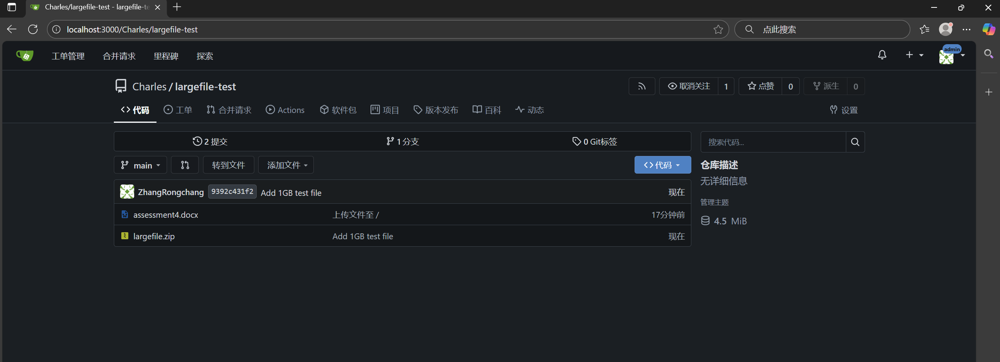 Charles/largefile-test - largefile-te
localhost:3000/Charles/largefile-test
点此搜索
工单管理 合并请求 里程碑 探索
admin
Charles / largefile-test
取消关注 1 点赞 0 派生 0
代码 工单 合并请求 Actions 软件包 项目 版本发布 百科 动态 设置
2 提交 1 分支 0 Git标签
搜索代码...
main 转到文件 添加文件 代码
仓库描述
无详细信息
ZhangRongchang 9392c431f2 Add 1GB test file 现在
管理主题
assessment4.docx 上传文件至 / 17分钟前
4.5 MiB
largefile.zip Add 1GB test file 现在